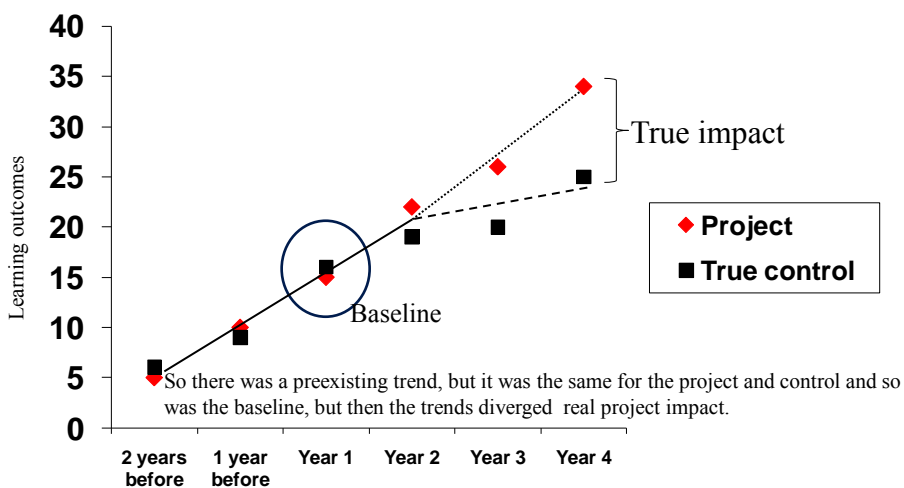 40
35
30
25
20
15
10
5
0
Learning outcomes
True impact
Project
True control
Baseline
So there was a preexisting trend, but it was the same for the project and control and so
was the baseline, but then the trends diverged  real project impact.
2 years
before
1 year
before
Year 1
Year 2
Year 3
Year 4